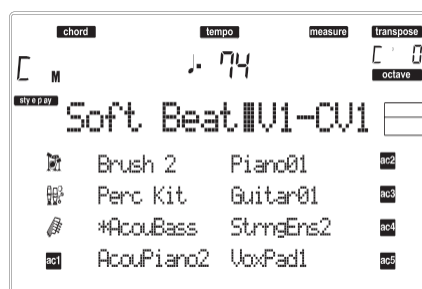 chord tempo measure transpose
C M ♩. 74 C 0
octave
style play
Soft Beat V1-CV1
Brush 2 Piano01 ac2
Perc Kit Guitar01 ac3
*AcouBass StrngEns2 ac4
ac1 AcouPiano2 VoxPad1 ac5